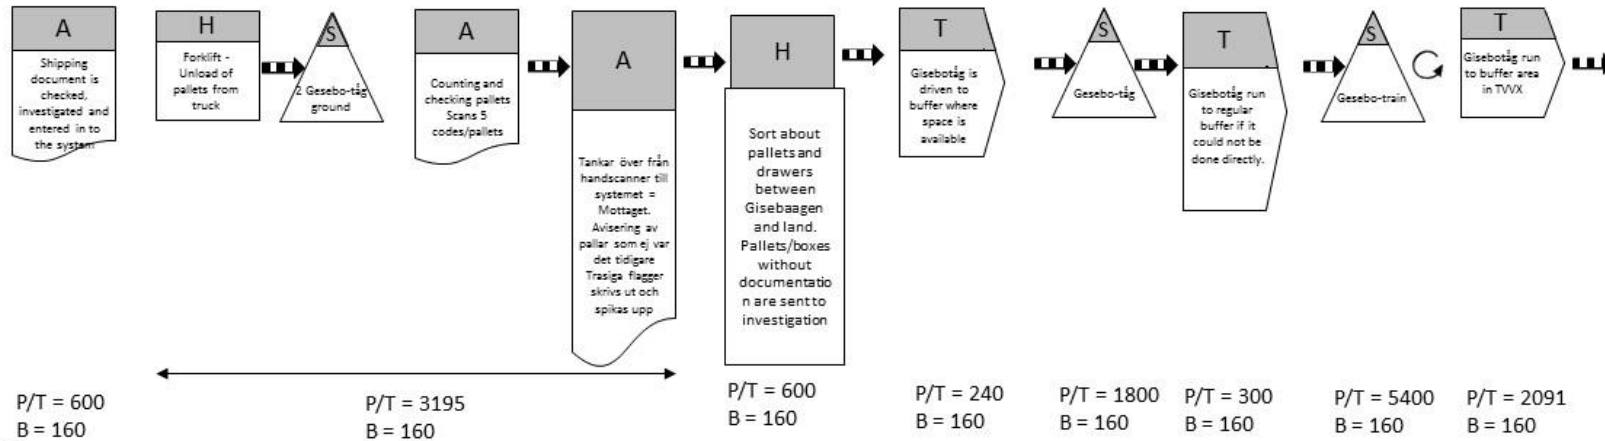 A
Shipping
document is
checked,
investigated and
entered in to
the system
H
Forklift -
Unload of
pallets from
truck
S
2 Gesebo-tåg
ground
A
Counting and
checking pallets
Scans 5
codes/pallets
A
Tankar över från
handscanner till
systemet =
Mottaget.
Avisering av
pallar som ej var
det tidigare
Trasiga flagger
skrivs ut och
spikas upp
H
Sort about
pallets and
drawers
between
Gisebaagen
and land.
Pallets/boxes
without
documentatio
n are sent to
investigation
T
Gisebotåg is
driven to
buffer where
space is
available
S
Gesebo-tåg
T
Gisebotåg run
to regular
buffer if it
could not be
done directly.
S
Gesebo-train
T
Gisebotåg run
to buffer area
in TVVX
P/T = 600
B = 160
P/T = 3195
B = 160
P/T = 600
B = 160
P/T = 240
B = 160
P/T = 1800
B = 160
P/T = 300
B = 160
P/T = 5400
B = 160
P/T = 2091
B = 160